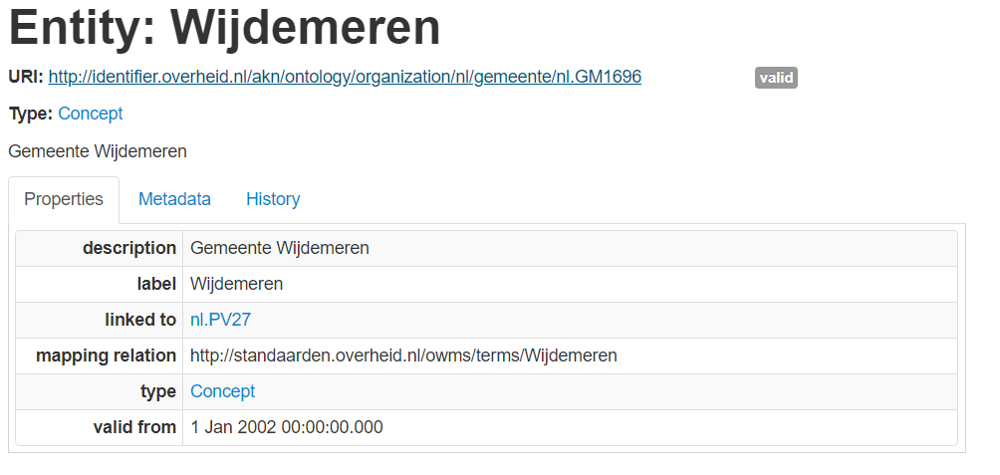 Entity: Wijdemeren
URI: http://identifier.overheid.nl/akn/ontology/organization/nl/gemeente/nl.GM1696 valid
Type: Concept
Gemeente Wijdemeren
Properties Metadata History
description Gemeente Wijdemeren
label Wijdemeren
linked to nl.PV27
mapping relation http://standaarden.overheid.nl/owms/terms/Wijdemeren
type Concept
valid from 1 Jan 2002 00:00:00.000